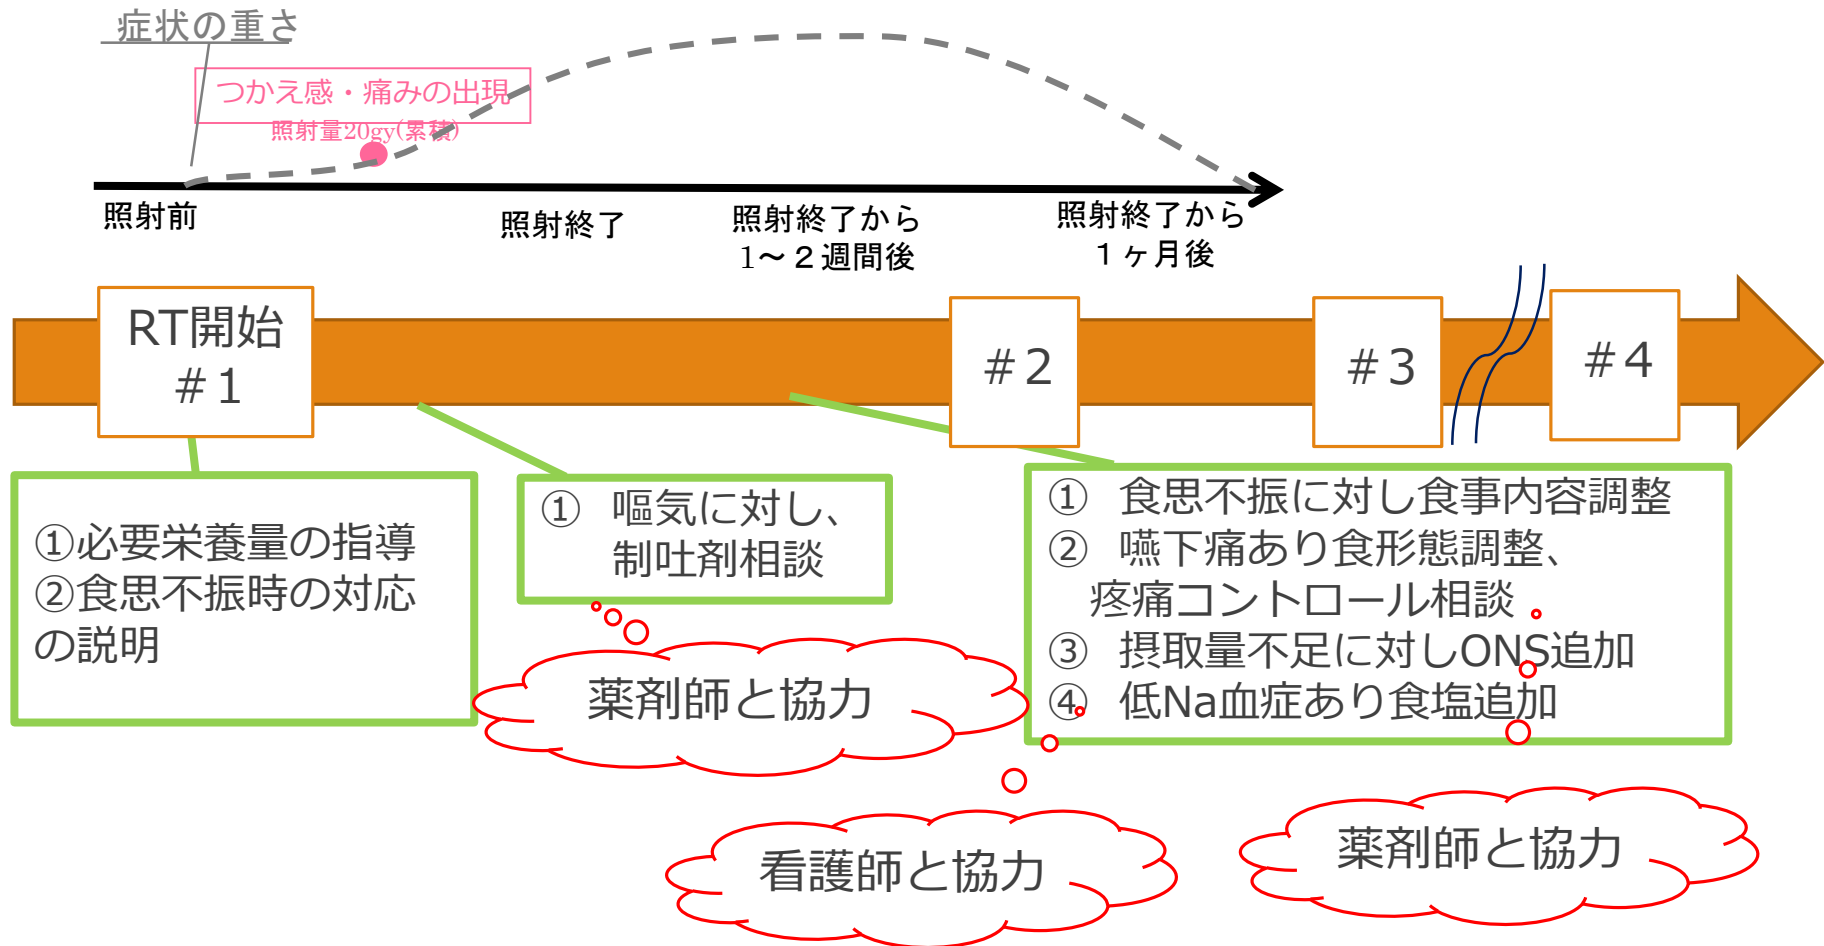 症状の重さ
つかえ感・痛みの出現
照射量20gy(累積)
照射前
照射終了
照射終了から
1～２週間後
照射終了から
１ヶ月後
RT開始
＃1
＃2
＃3
＃4
①必要栄養量の指導
②食思不振時の対応
の説明
① 嘔気に対し、
制吐剤相談
① 食思不振に対し食事内容調整
② 嚥下痛あり食形態調整、
疼痛コントロール相談
③ 摂取量不足に対しONS追加
④ 低Na血症あり食塩追加
薬剤師と協力
看護師と協力
薬剤師と協力